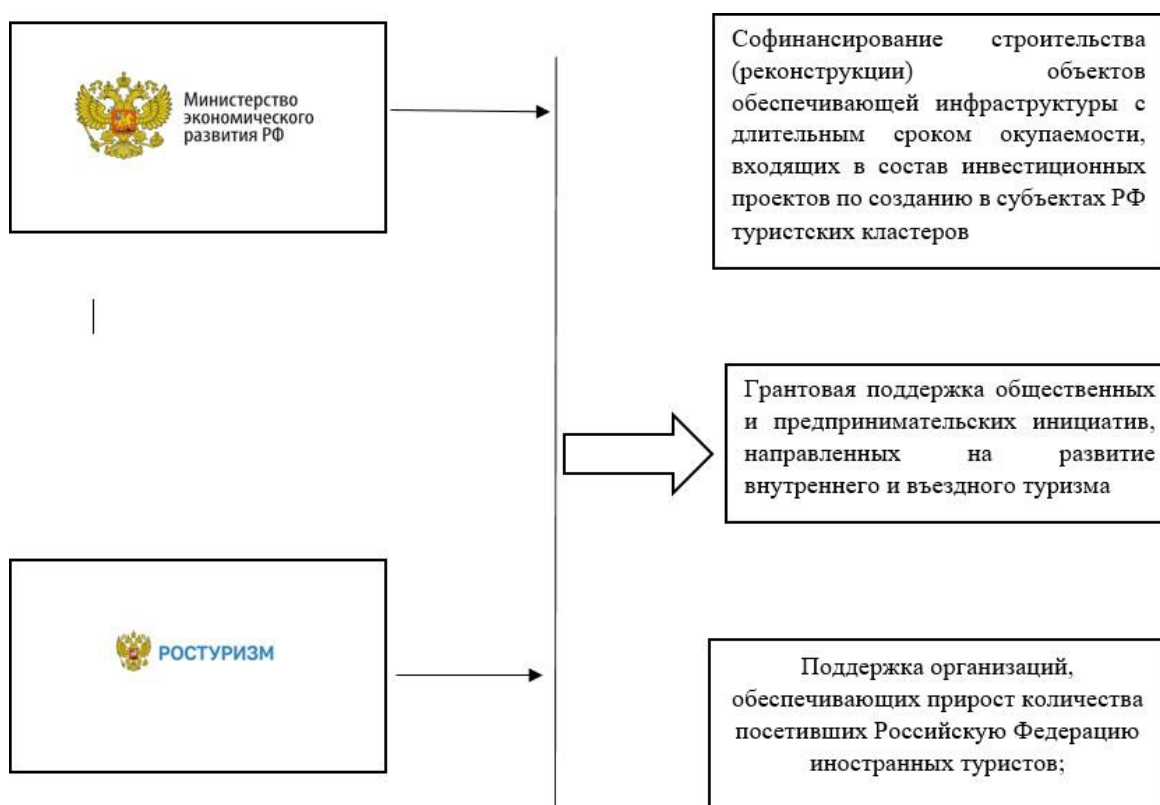 Министерство
экономического
развития РФ
Софинансирование строительства
(реконструкции) объектов
обеспечивающей инфраструктуры с
длительным сроком окупаемости,
входящих в состав инвестиционных
проектов по созданию в субъектах РФ
туристских кластеров
Грантовая поддержка общественных
и предпринимательских инициатив,
направленных на развитие
внутреннего и въездного туризма
РОСТУРИЗМ
Поддержка организаций,
обеспечивающих прирост количества
посетивших Российскую Федерацию
иностранных туристов;